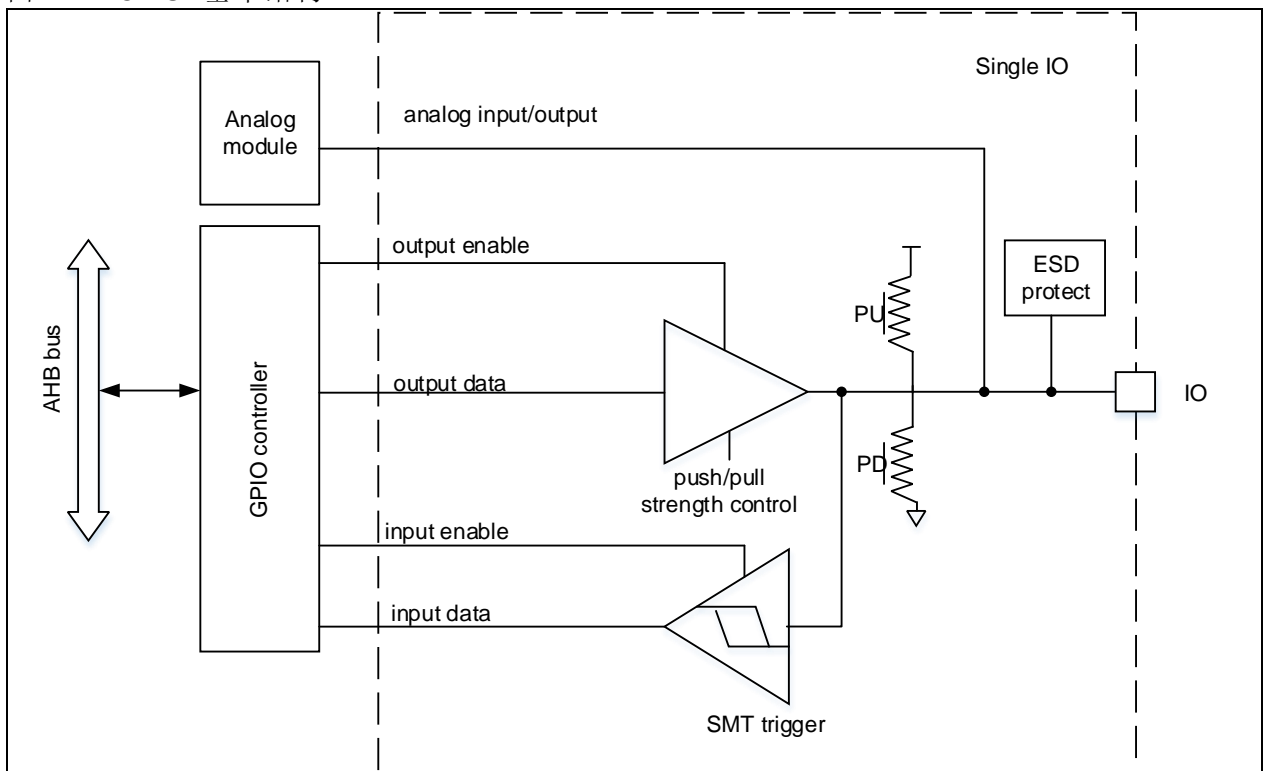 Single IO
Analog
module
analog input/output
output enable
ESD
protect
PU
AHB bus
GPIO controller
output data
IO
PD
push/pull
strength control
input enable
input data
SMT trigger